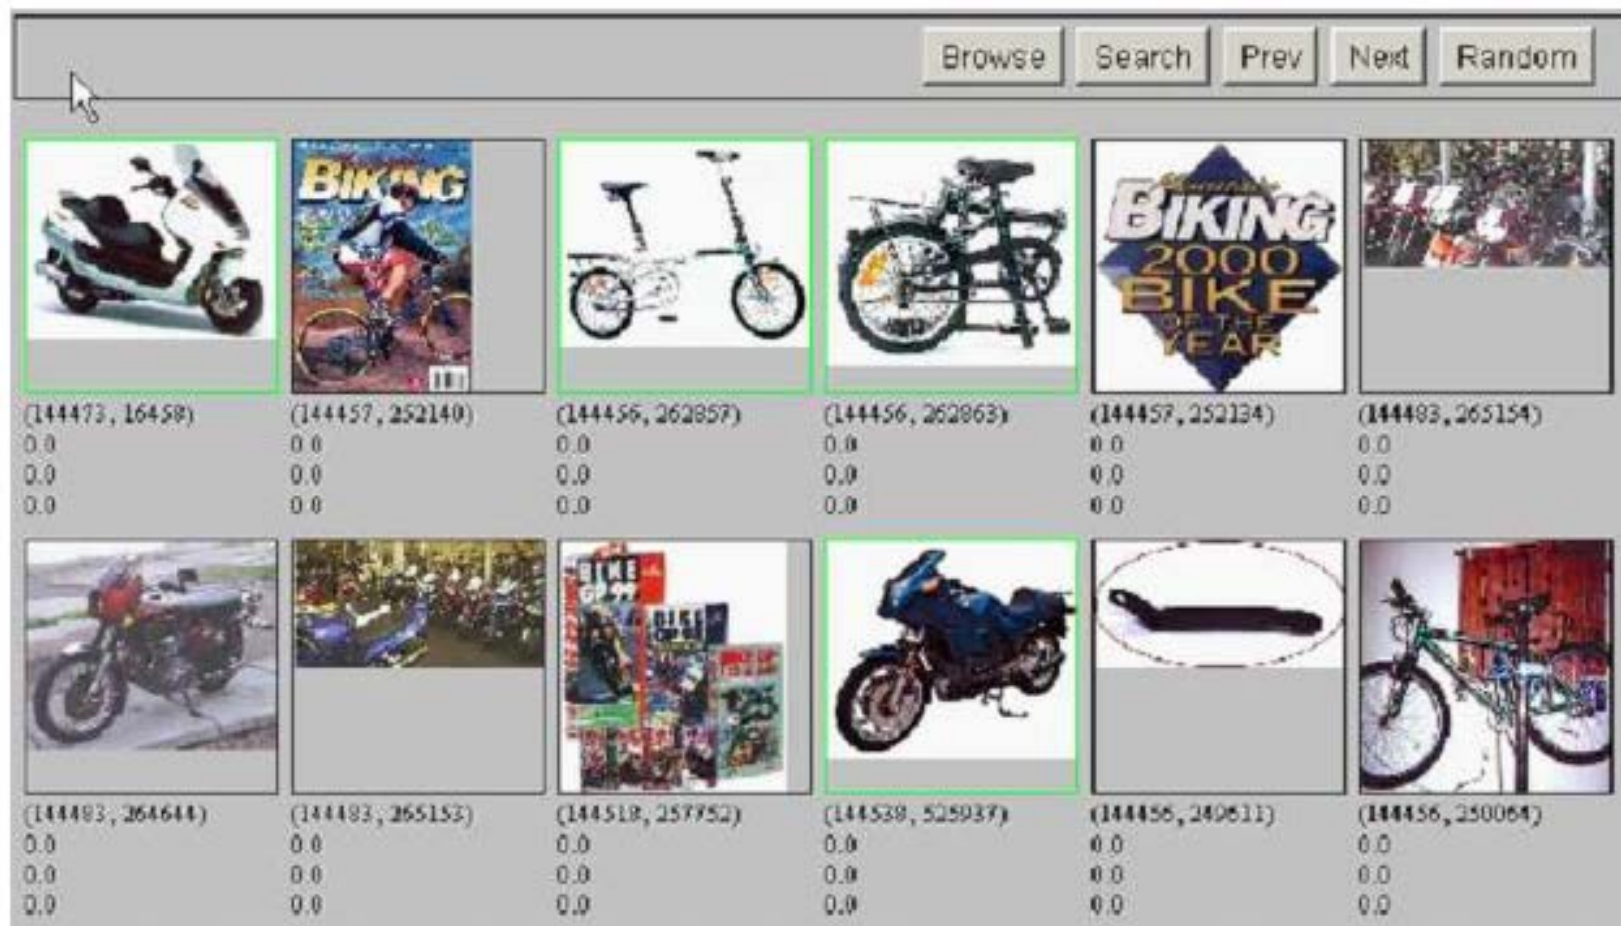 Browse Search Prev Next Random
BIKING
BIKING
2000
BIKE
OF THE
YEAR
(144473, 16458) (144457, 252140) (144456, 262857) (144456, 262863) (144457, 252134) (144483, 265154)
0.0 0.0 0.0 0.0 0.0 0.0
0.0 0.0 0.0 0.0 0.0 0.0
0.0 0.0 0.0 0.0 0.0 0.0
BIKE
GP 99
BIKE
(144483, 264644) (144483, 265153) (144518, 257752) (144538, 525937) (144456, 249611) (144456, 250064)
0.0 0.0 0.0 0.0 0.0 0.0
0.0 0.0 0.0 0.0 0.0 0.0
0.0 0.0 0.0 0.0 0.0 0.0